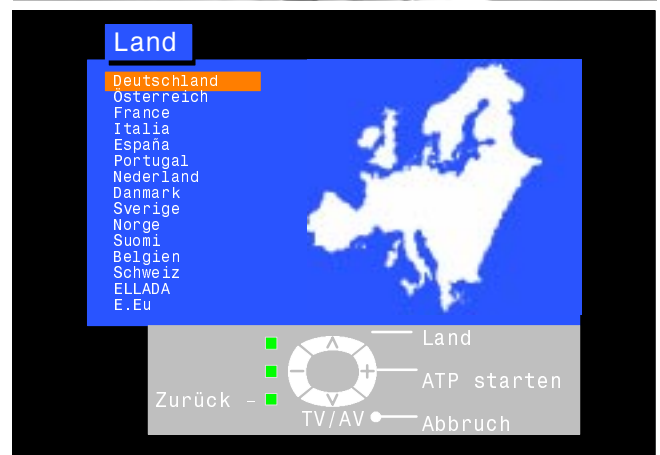 Land
Deutschland
Österreich
France
Italia
España
Portugal
Nederland
Danmark
Sverige
Norge
Suomi
Belgien
Schweiz
ELLADA
E.Eu
Land
ATP starten
Zurück –
TV/AV
Abbruch